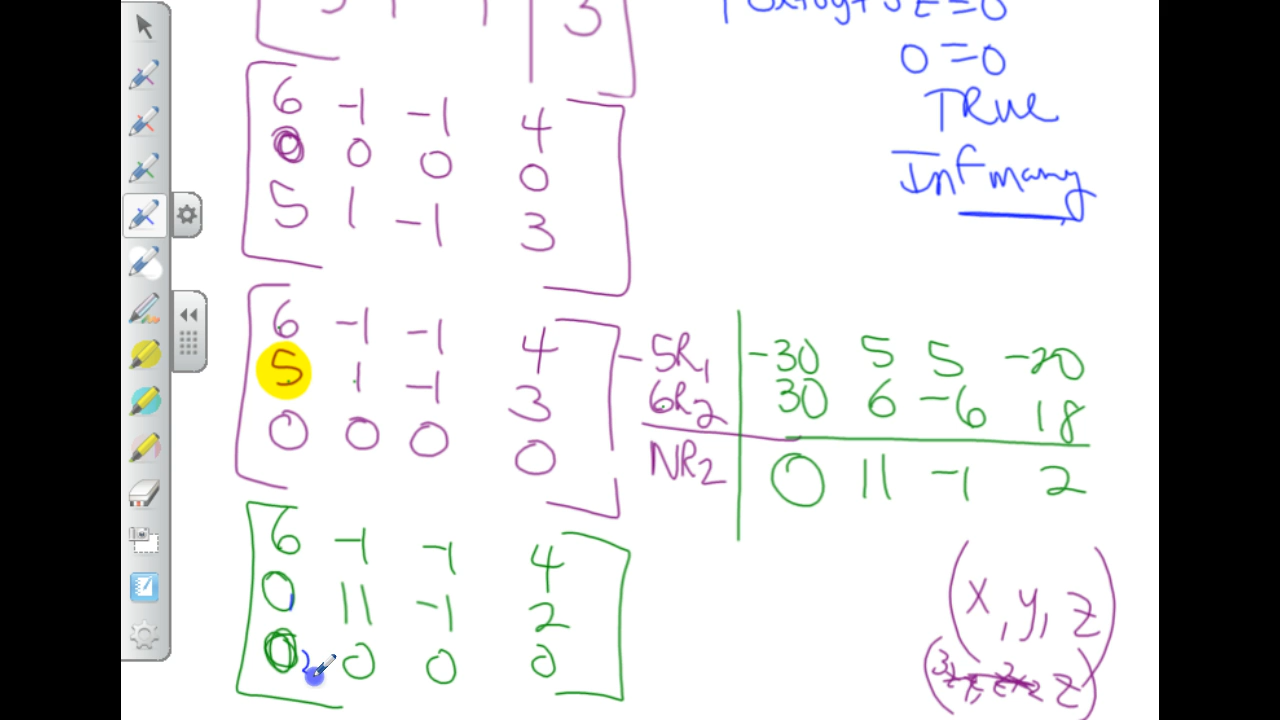 3
0x+0y+0z=0
0=0
TRUe
Inf many
6 -1 -1 4
0 0 0 0
5 1 -1 3
6 -1 -1 4
5 1 -1 3
0 0 0 0
-5R1 -30 5 5 -20
6R2 30 6 -6 18
NR2 0 11 -1 2
6 -1 -1 4
0 11 -1 2
0 0 0 0
(x, y, z)